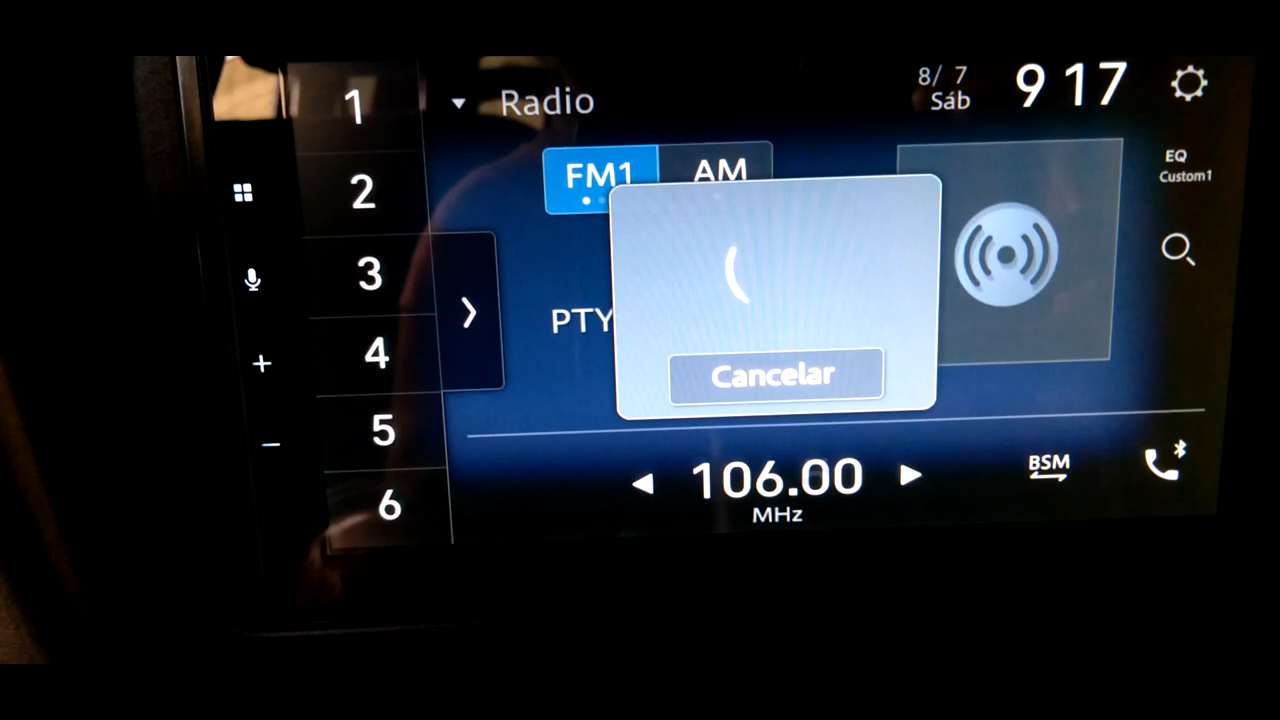 1
2
3
4
5
6
Radio
8/ 7
Sáb
9 17
FM1
AM
EQ
Custom1
PTY
Cancelar
106.00
MHz
BSM